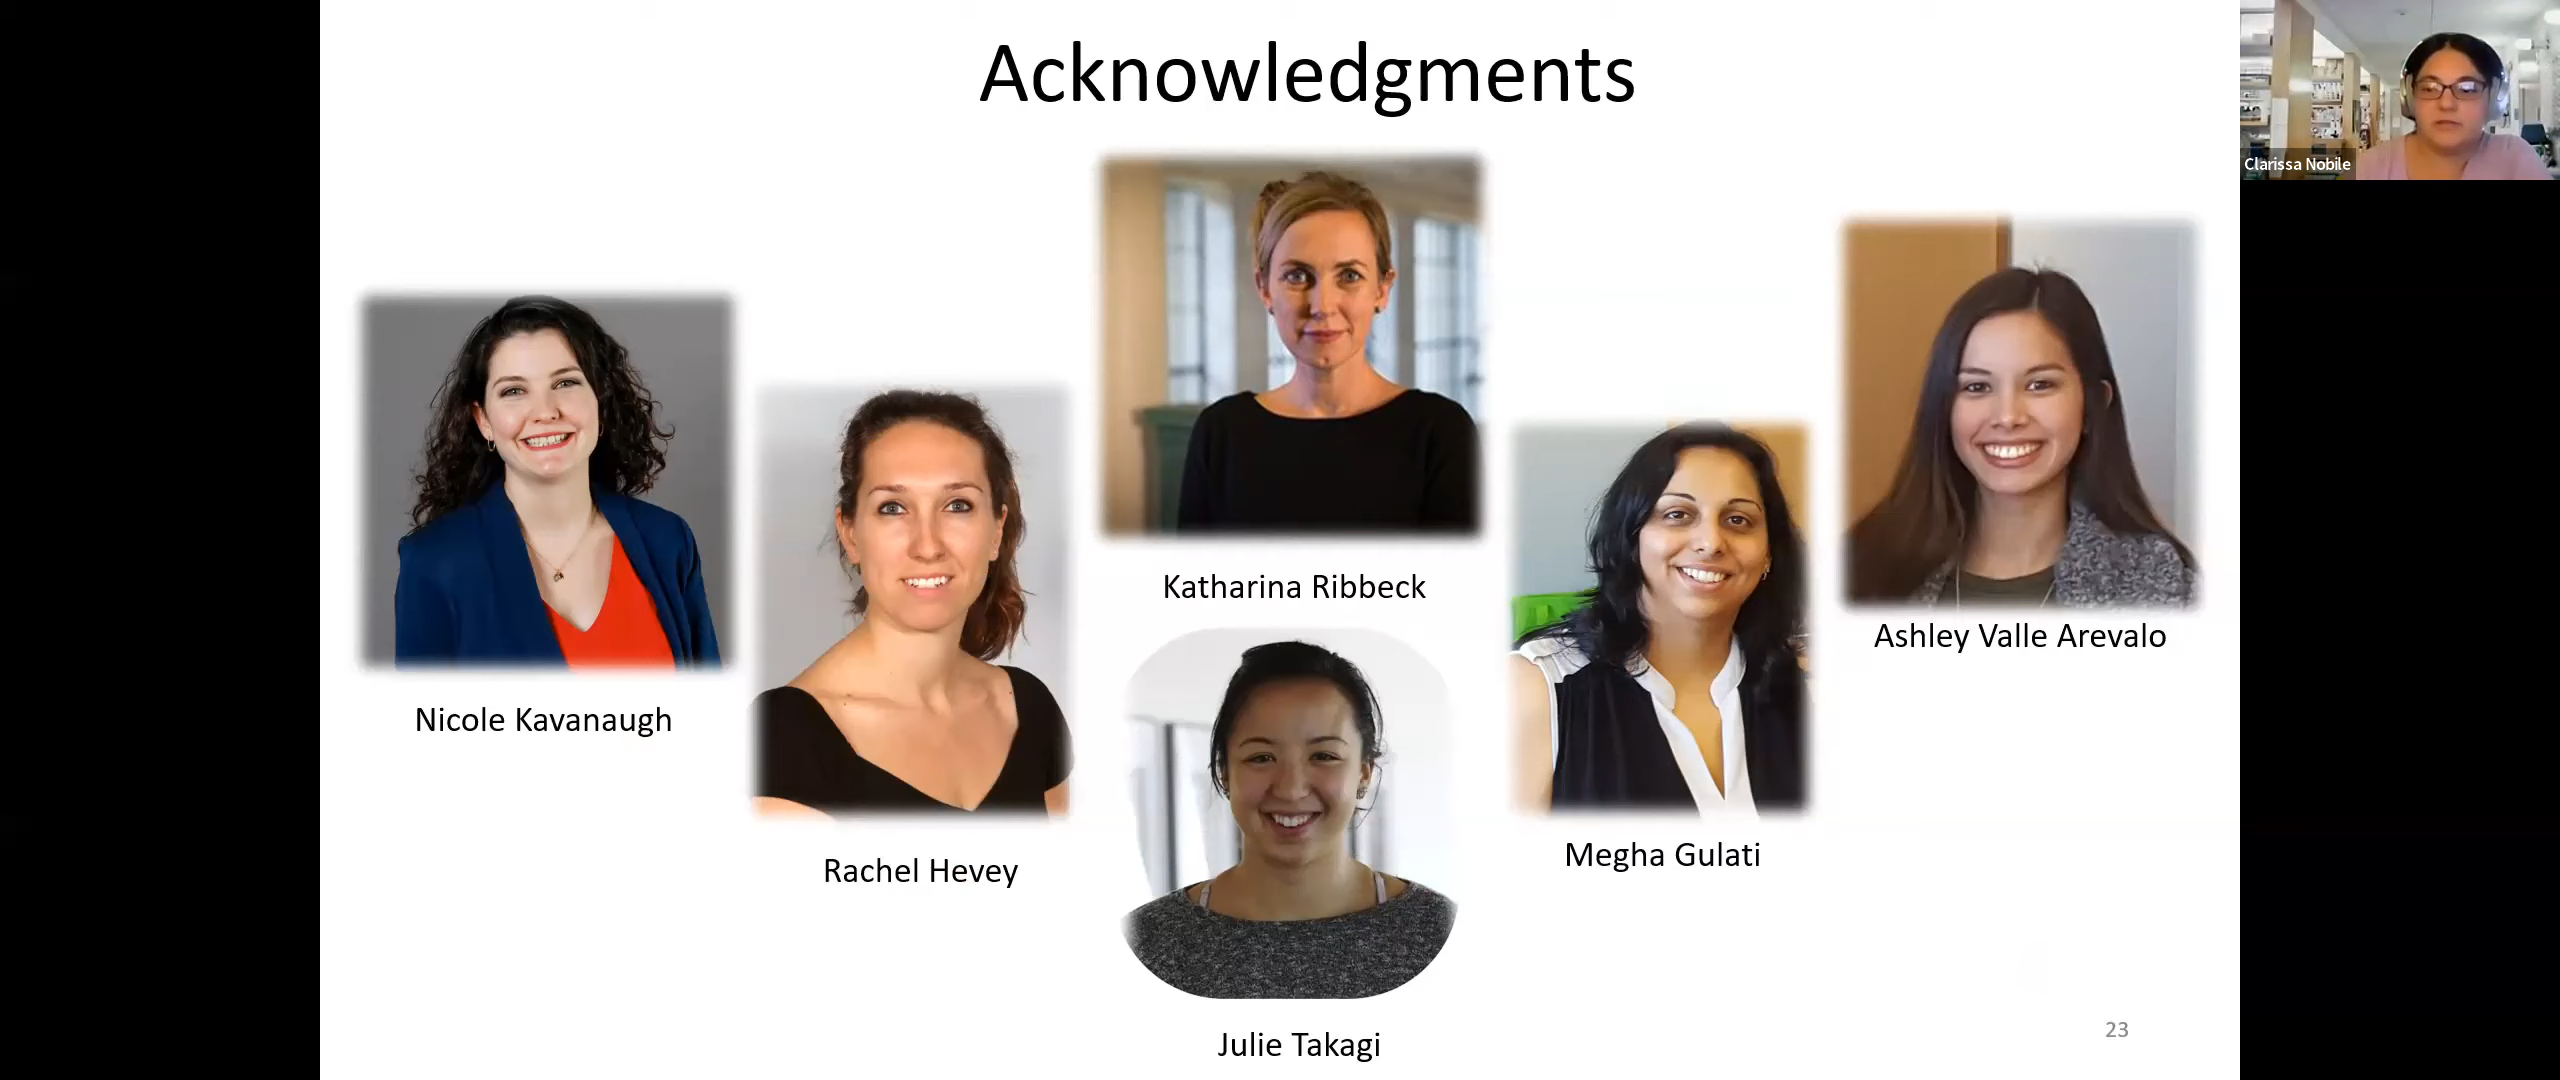 Acknowledgments
Clarissa Nobile
Katharina Ribbeck
Ashley Valle Arevalo
Nicole Kavanaugh
Megha Gulati
Rachel Hevey
Julie Takagi
23